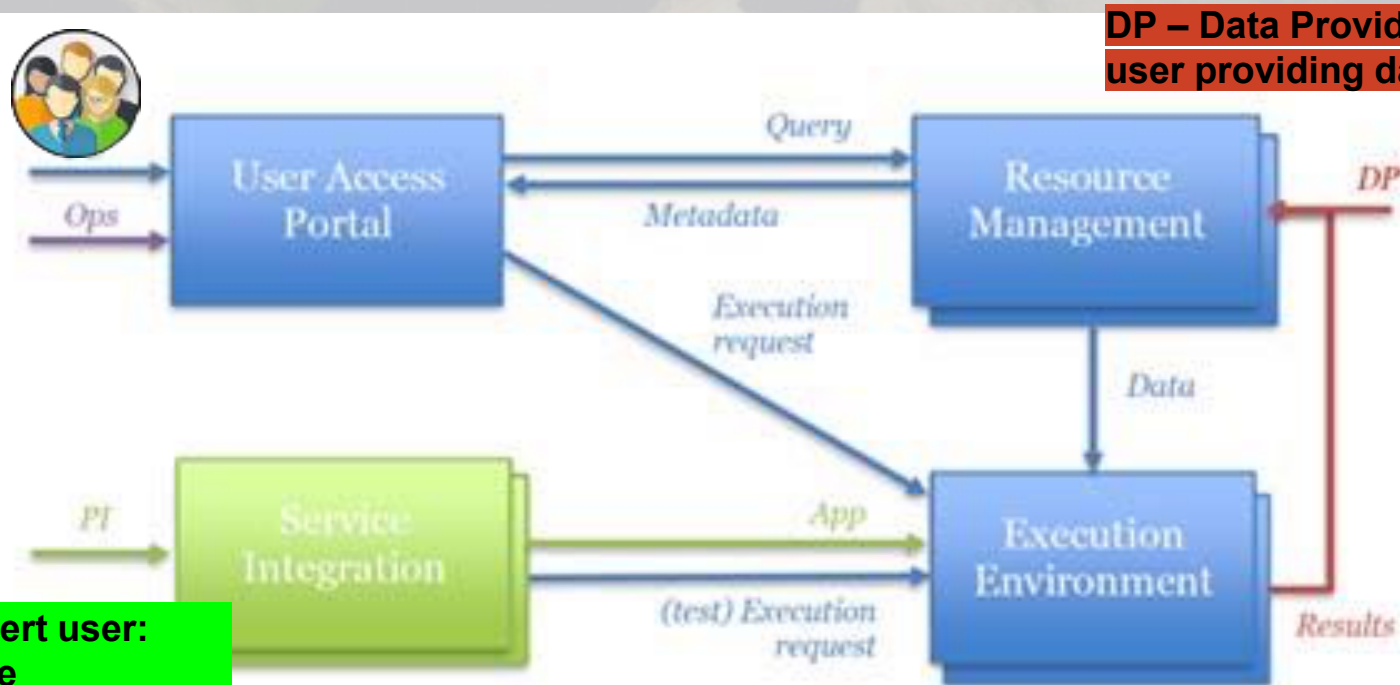 DP – Data Provid
user providing da
Query
User Access
Portal
Resource
Management
DP
Ops
Metadata
Execution
request
Data
PI
Service
Integration
App
Execution
Environment
(test) Execution
request
Results
ert user:
e